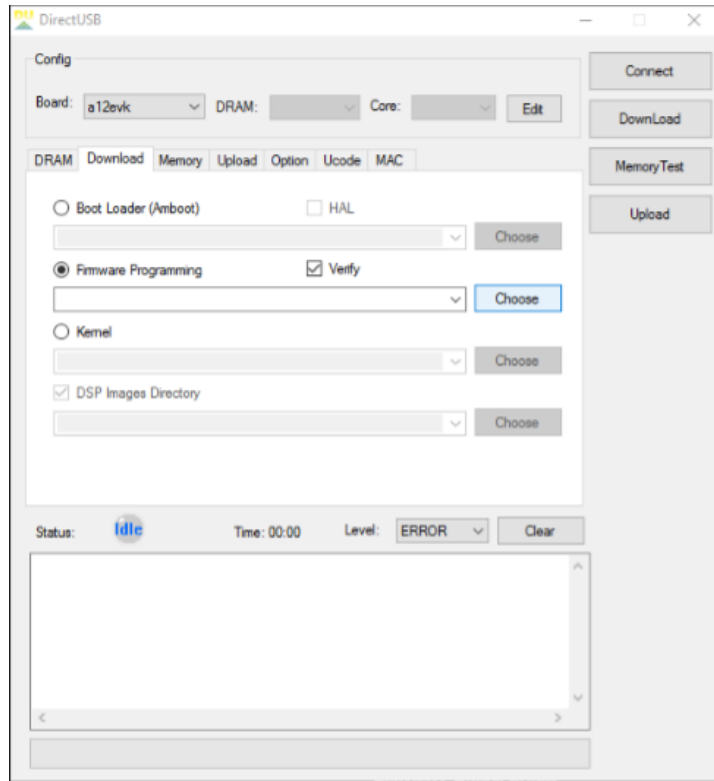 DU DirectUSB
Config
Board: a12evk DRAM: Core: Edit
Connect
DownLoad
MemoryTest
Upload
DRAM Download Memory Upload Option Ucode MAC
Boot Loader (Amboot) HAL
Choose
Firmware Programming Verify
Choose
Kernel
Choose
DSP Images Directory
Choose
Status: Idle Time: 00:00 Level: ERROR Clear